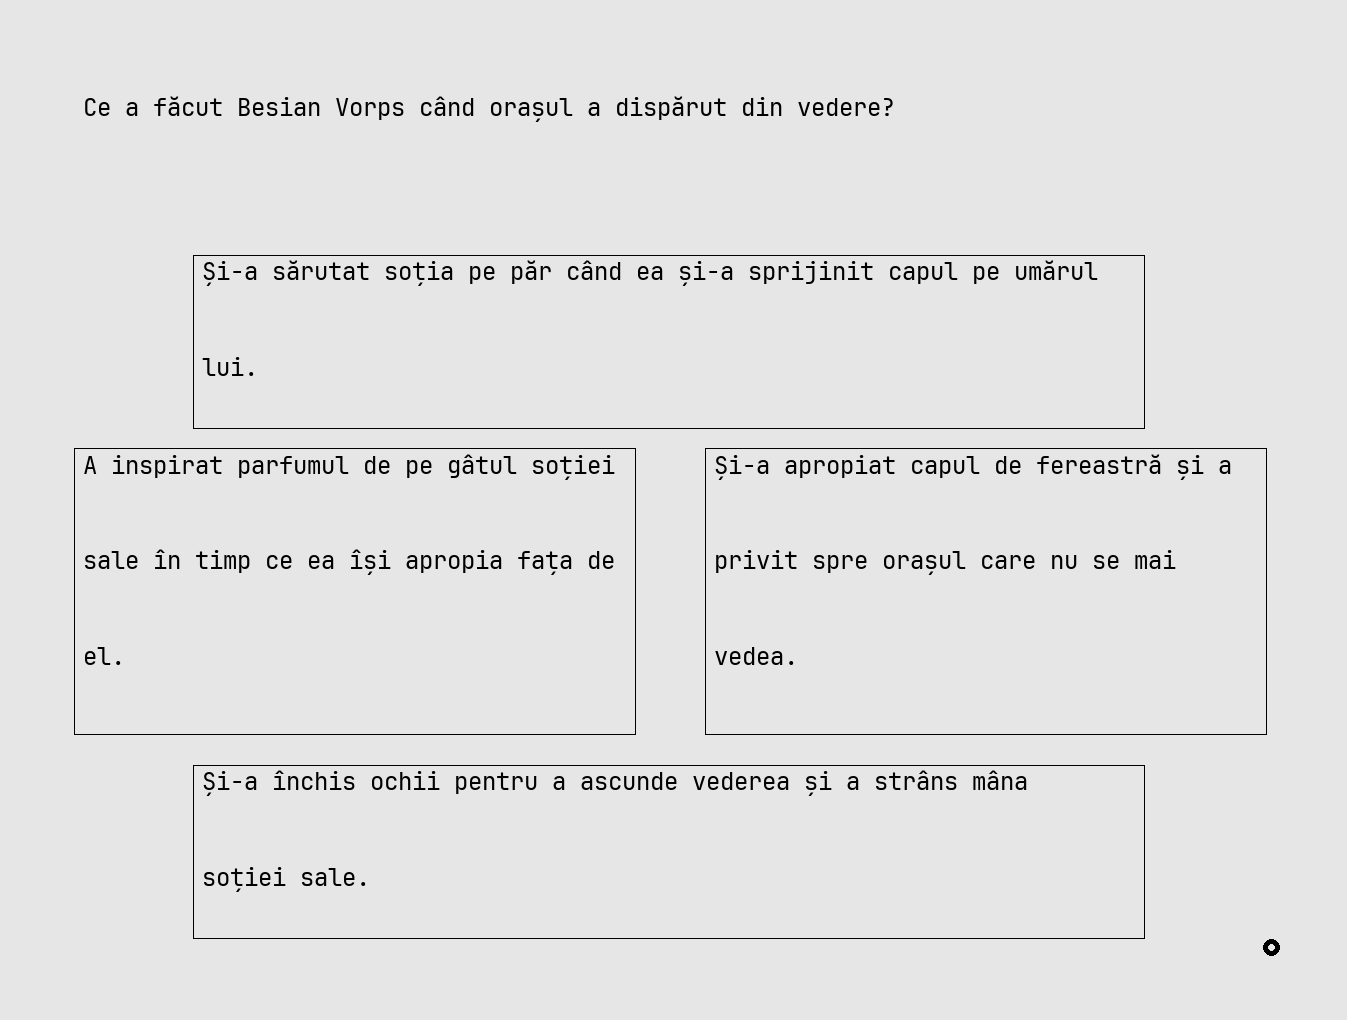 Ce a făcut Besian Vorps când orașul a dispărut din vedere?
Și-a sărutat soția pe păr când ea și-a sprijinit capul pe umărul
lui.
A inspirat parfumul de pe gâtul soției
sale în timp ce ea își apropia fața de
el.
Și-a apropiat capul de fereastră și a
privit spre orașul care nu se mai
vedea.
Și-a închis ochii pentru a ascunde vederea și a strâns mâna
soției sale.